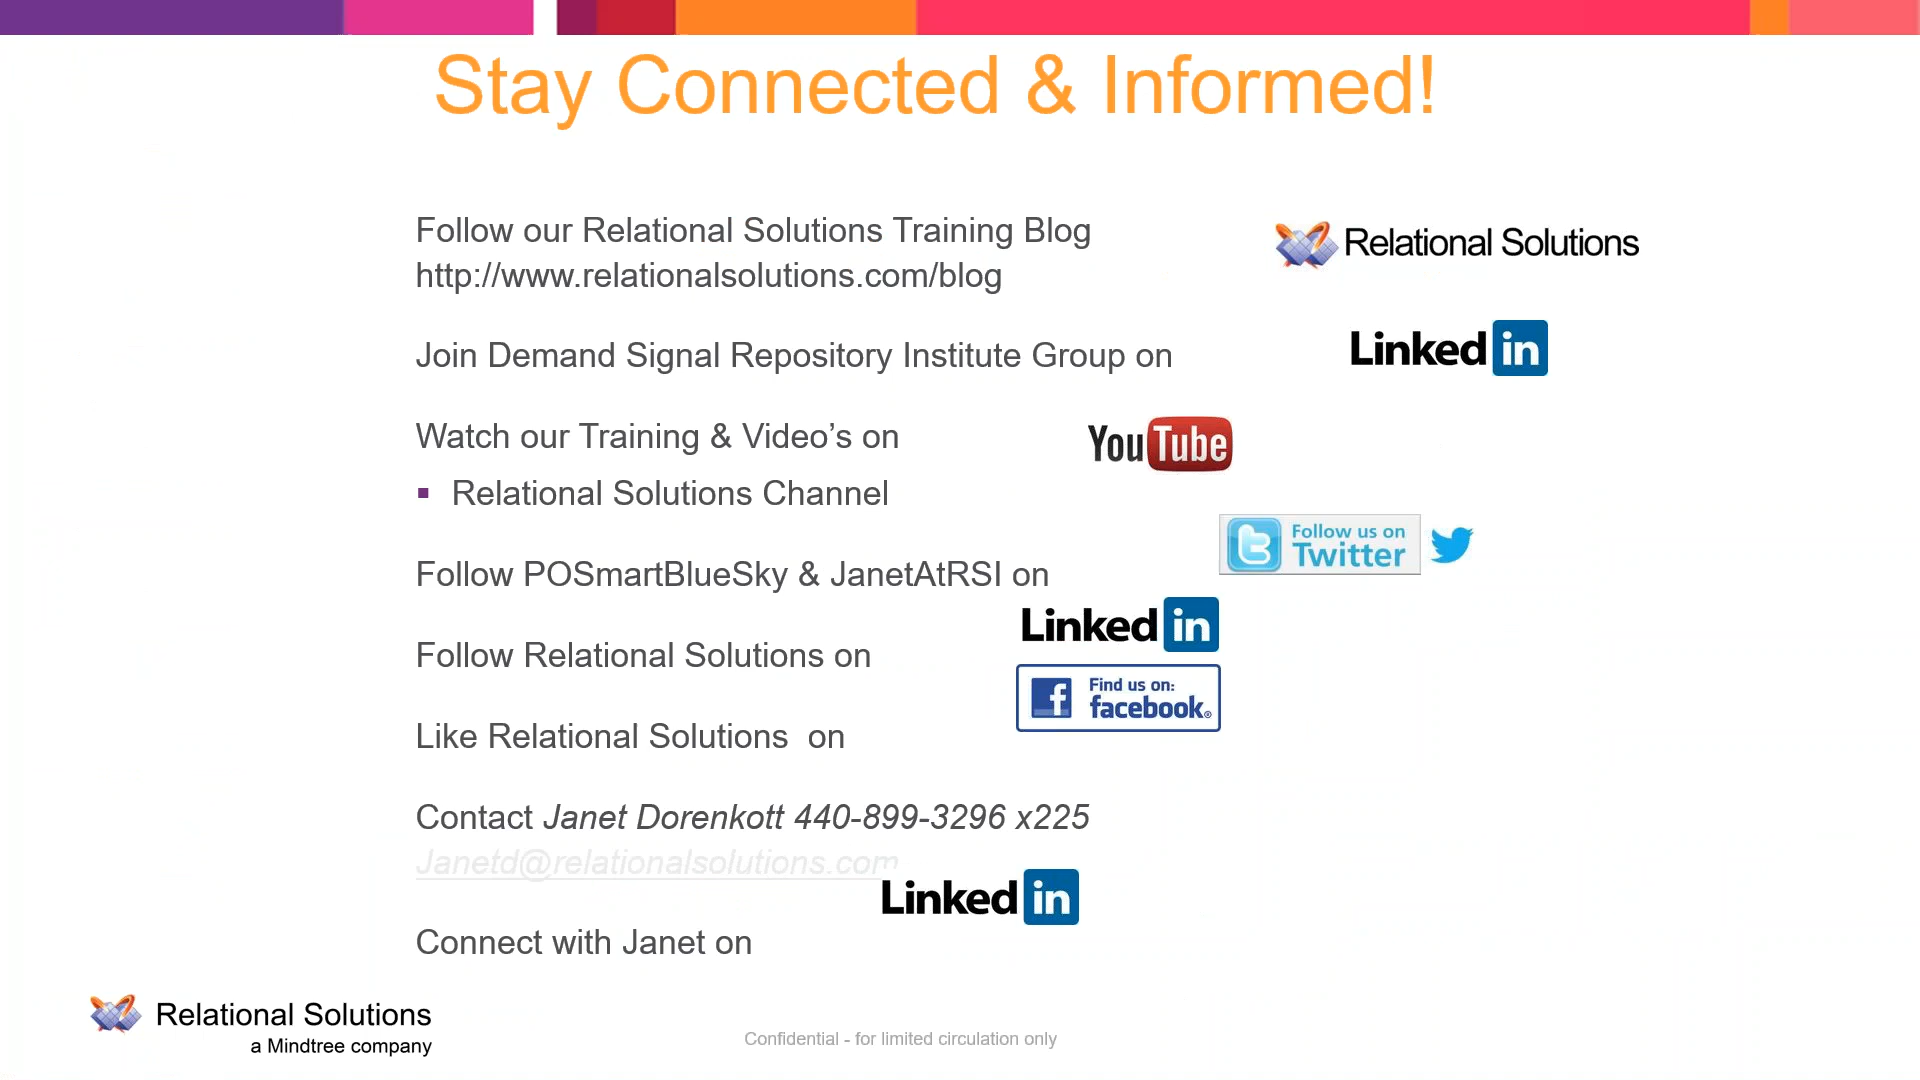 Stay Connected & Informed!
Follow our Relational Solutions Training Blog
http://www.relationalsolutions.com/blog
Relational Solutions
Join Demand Signal Repository Institute Group on
Linked in
Watch our Training & Video’s on
YouTube
▪ Relational Solutions Channel
Follow us on
Twitter
Follow POSmartBlueSky & JanetAtRSI on
Linked in
Follow Relational Solutions on
Find us on:
facebook®
Like Relational Solutions on
Contact Janet Dorenkott 440-899-3296 x225
Janetd@relationalsolutions.com
Linked in
Connect with Janet on
Relational Solutions
a Mindtree company
Confidential - for limited circulation only